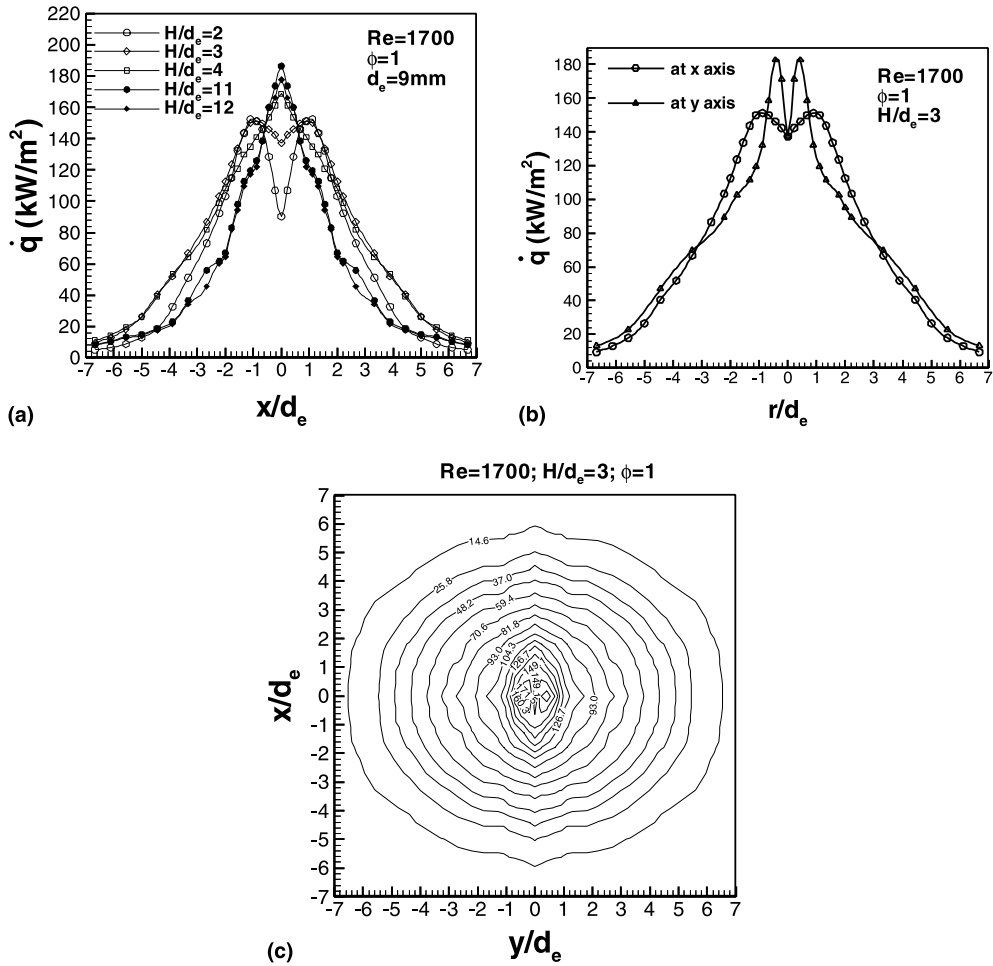 220
200
180
160
140
120
100
80
60
40
20
0
q̇ (kW/m²)
H/dₑ=2
H/dₑ=3
H/dₑ=4
H/dₑ=11
H/dₑ=12
Re=1700
ϕ=1
dₑ=9mm
-7 -6 -5 -4 -3 -2 -1 0 1 2 3 4 5 6 7
x/dₑ
(a)
180
160
140
120
100
80
60
40
20
0
q̇ (kW/m²)
at x axis
at y axis
Re=1700
ϕ=1
H/dₑ=3
-7 -6 -5 -4 -3 -2 -1 0 1 2 3 4 5 6 7
r/dₑ
(b)
Re=1700; H/dₑ=3; ϕ=1
7
6
5
4
3
2
1
0
-1
-2
-3
-4
-5
-6
-7
x/dₑ
14.6
25.8
37.0
48.2
59.4
70.6
81.8
93.0
104.3
126.7
149.
93.0
126.7
-7 -6 -5 -4 -3 -2 -1 0 1 2 3 4 5 6 7
y/dₑ
(c)